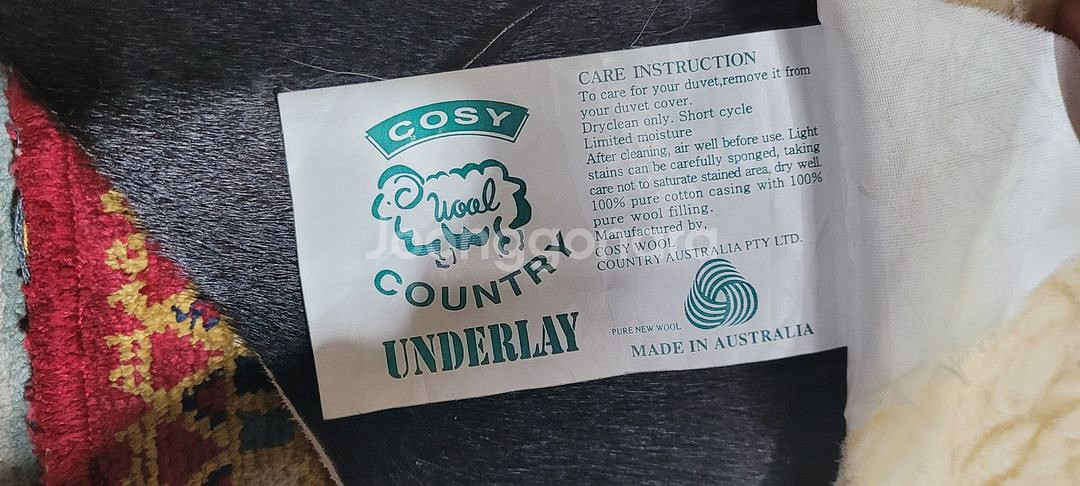 COSY
Wool
COUNTRY
UNDERLAY
CARE INSTRUCTION
To care for your duvet,remove it from
your duvet cover.
Dryclean only. Short cycle
Limited moisture
After cleaning, air well before use. Light
stains can be carefully sponged, taking
care not to saturate stained area, dry well.
100% pure cotton casing with 100%
pure wool filling.
Manufactured by,
COSY WOOL
COUNTRY AUSTRALIA PTY LTD.
PURE NEW WOOL
MADE IN AUSTRALIA
Joonggonara